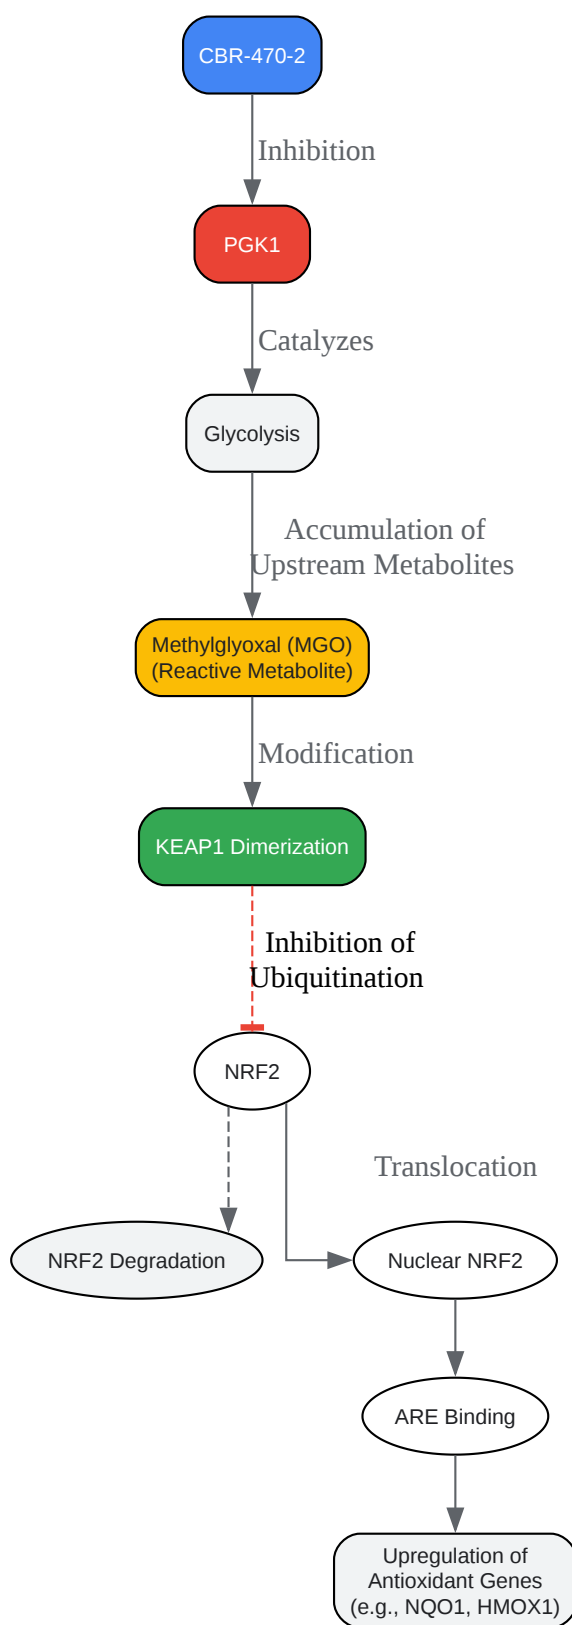 CBR-470-2
Inhibition
PGK1
Catalyzes
Glycolysis
Accumulation of
Upstream Metabolites
Methylglyoxal (MGO)
(Reactive Metabolite)
Modification
KEAP1 Dimerization
Inhibition of
Ubiquitination
NRF2
Translocation
NRF2 Degradation
Nuclear NRF2
ARE Binding
Upregulation of
Antioxidant Genes
(e.g., NQO1, HMOX1)